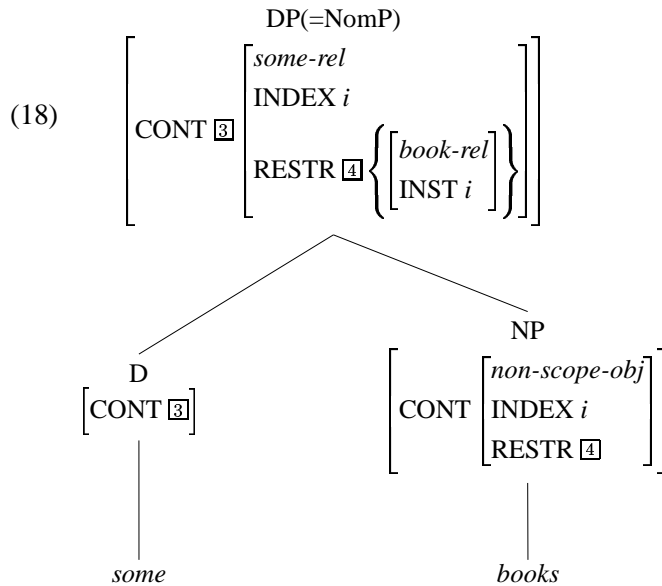 DP(=NomP)
some-rel
(18)
INDEX i
CONT 3
RESTR 4 { [ book-rel
INST i ] }
NP
D
non-scope-obj
[CONT 3]
CONT
INDEX i
RESTR 4
some
books